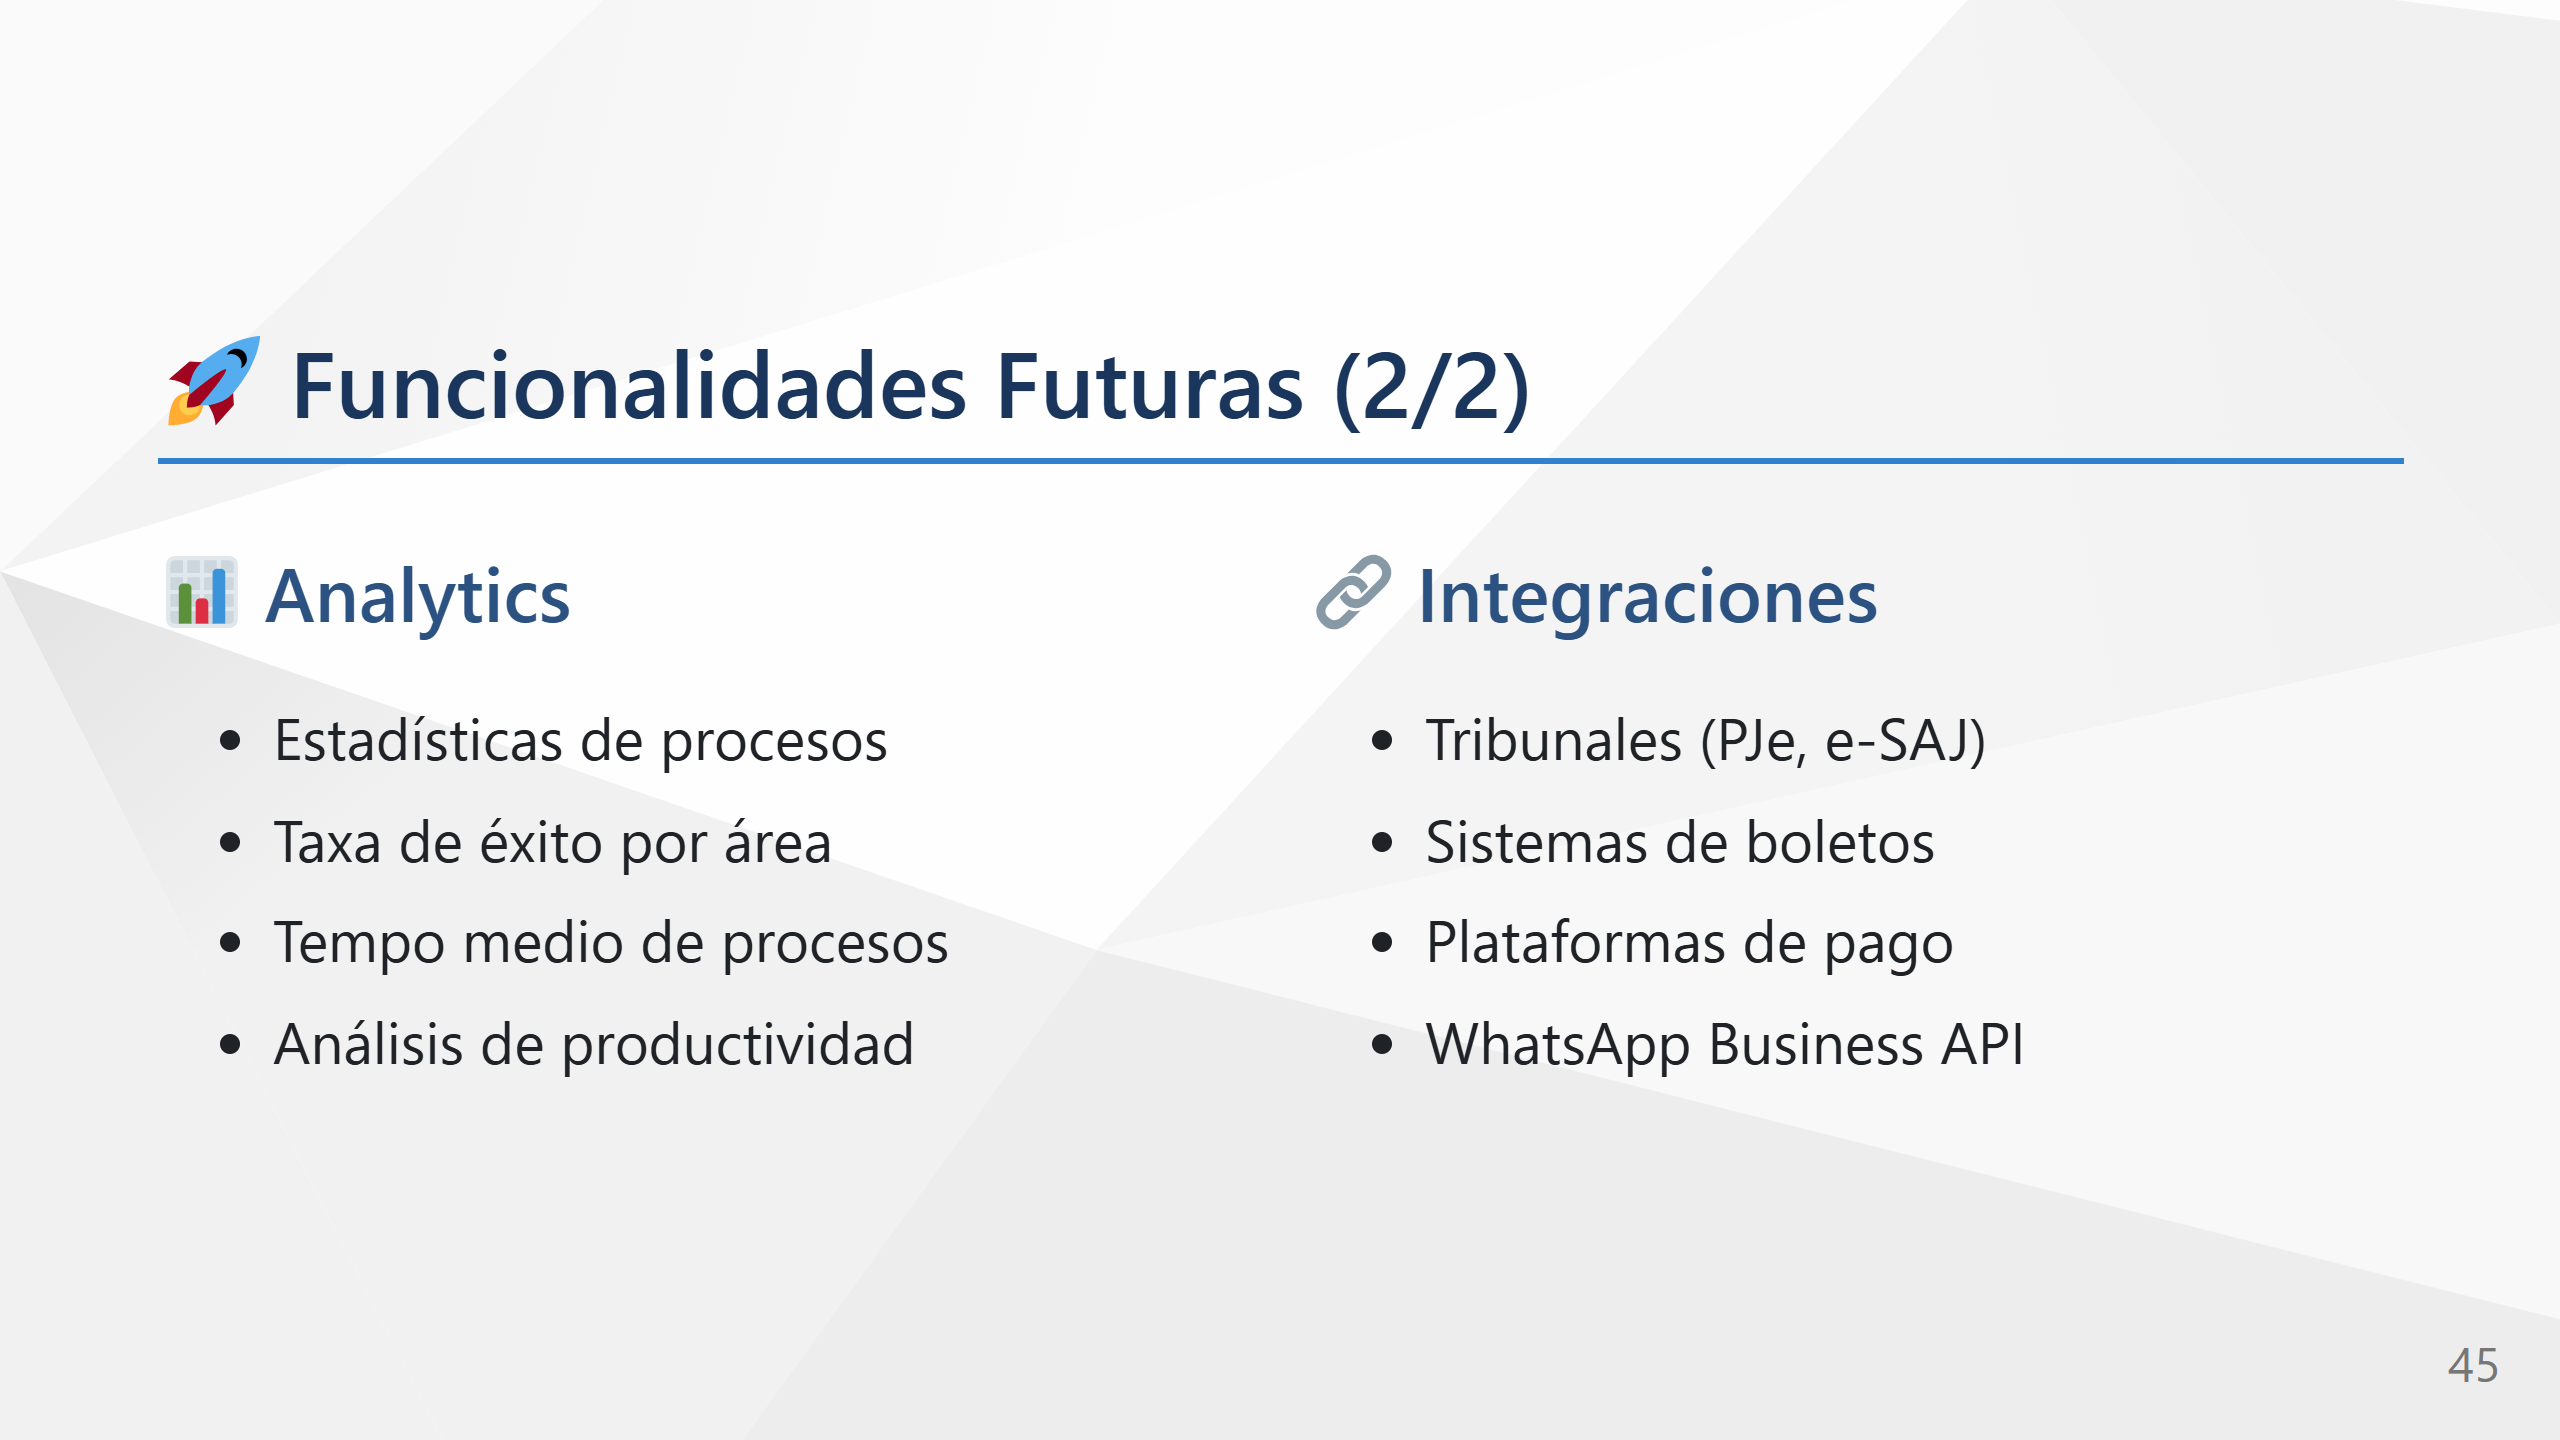 Funcionalidades Futuras (2/2)
Analytics
Estadísticas de procesos
Taxa de éxito por área
Tempo medio de procesos
Análisis de productividad
Integraciones
Tribunales (PJe, e-SAJ)
Sistemas de boletos
Plataformas de pago
WhatsApp Business API
45